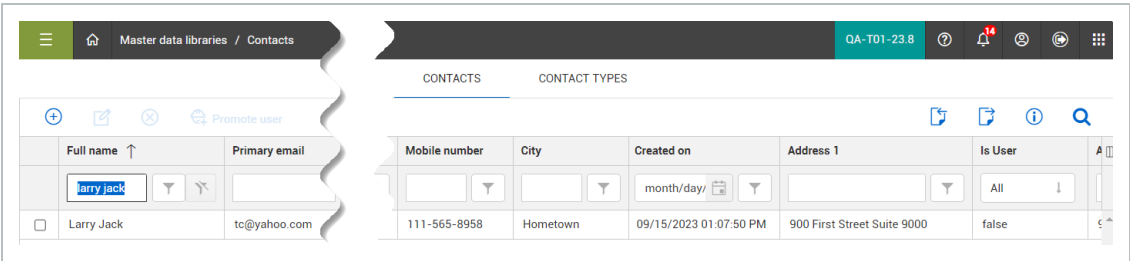 Master data libraries / Contacts QA-T01-23.8 14
CONTACTS CONTACT TYPES
Promote user
Full name ↑ Primary email Mobile number City Created on Address 1 Is User A
larry jack month/day/ All
Larry Jack tc@yahoo.com 111-565-8958 Hometown 09/15/2023 01:07:50 PM 900 First Street Suite 9000 false